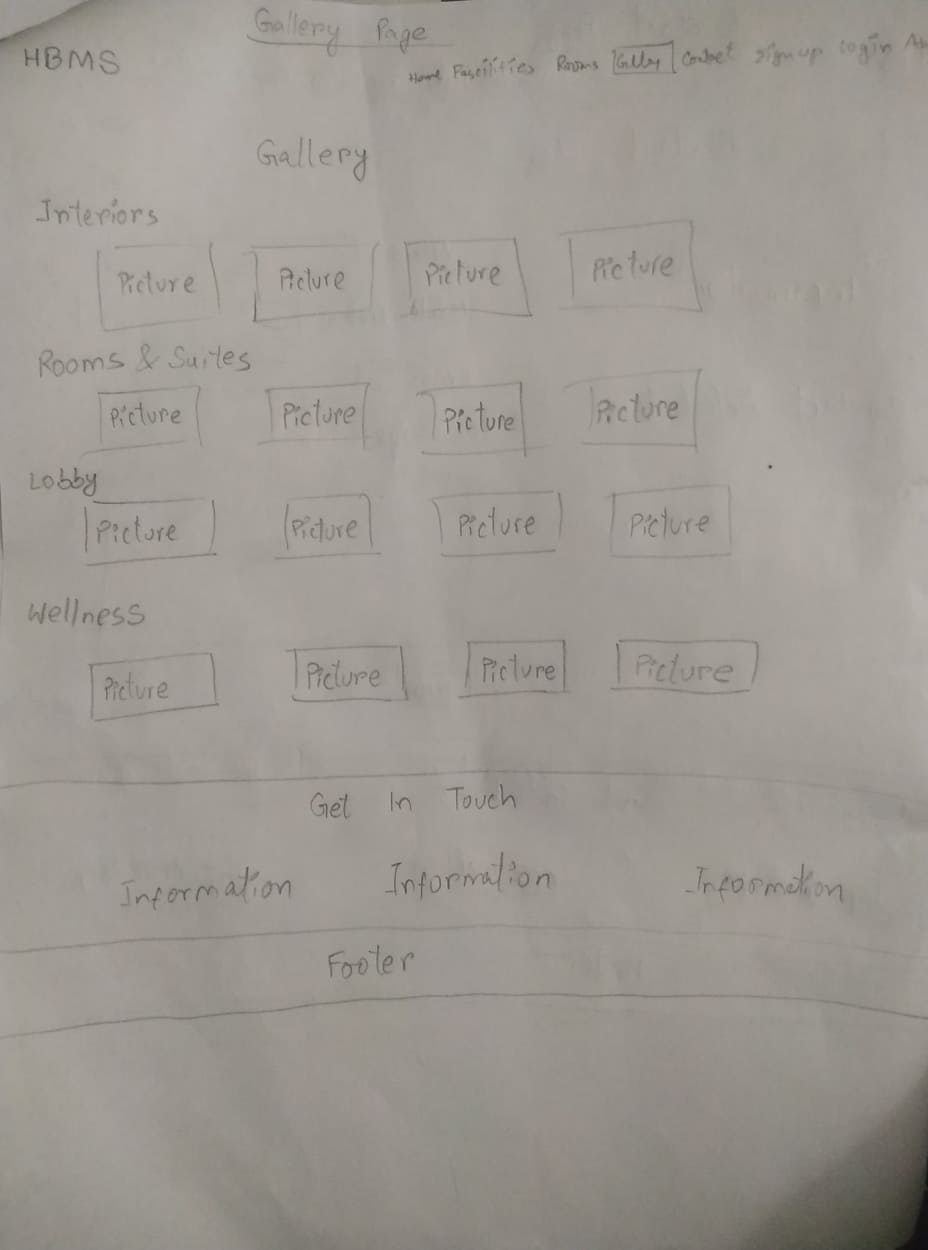 Gallery Page
HBMS
Home Fascilities Rooms Gallery Contact Sign up Login
Gallery
Interiors
Picture Picture Picture Picture
Rooms & Suites
Picture Picture Picture Picture
Lobby
Picture Picture Picture Picture
Wellness
Picture Picture Picture Picture
Get In Touch
Information Information Information
Footer